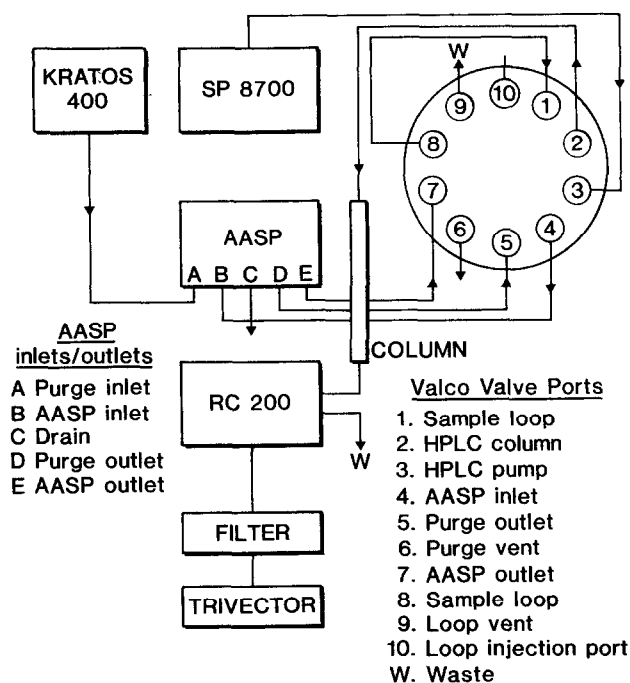 KRATOS
400
SP 8700
W
10
1
9
2
8
3
7
4
6
5
AASP
A B C D E
COLUMN
RC 200
W
FILTER
TRIVECTOR
AASP
inlets/outlets
A Purge inlet
B AASP inlet
C Drain
D Purge outlet
E AASP outlet
Valco Valve Ports
1. Sample loop
2. HPLC column
3. HPLC pump
4. AASP inlet
5. Purge outlet
6. Purge vent
7. AASP outlet
8. Sample loop
9. Loop vent
10. Loop injection port
W. Waste